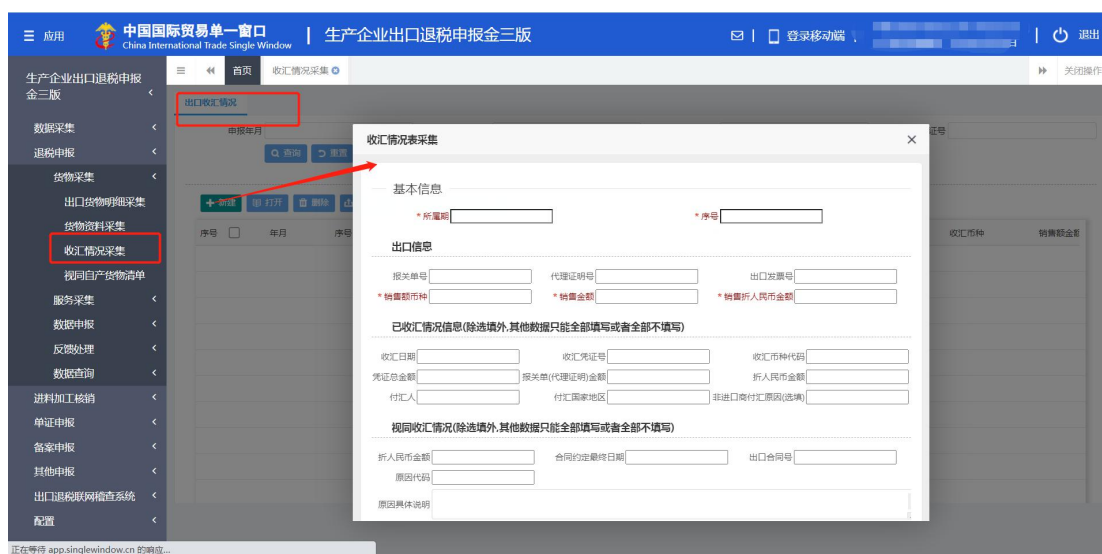 应用
中国国际贸易单一窗口
China International Trade Single Window
生产企业出口退税申报金三版
登录移动端
退出
生产企业出口退税申报
金三版
首页
收汇情况采集
关闭操作
数据采集
退税申报
货物采集
出口货物明细采集
货资料采集
收汇情况采集
视同自产货物清单
服务采集
数据申报
反馈处理
数据查询
进料加工核销
单证申报
备案申报
其他申报
出口退税联网稽查系统
配置
出口收汇情况
申报年月
证号
查询
重置
新建
打开
删除
序号
年月
序号
收汇币种
销售额金额
收汇情况表采集
基本信息
* 所属期
* 序号
出口信息
报关单号
代理证明号
出口发票号
* 销售额币种
* 销售金额
* 销售折人民币金额
已收汇情况信息(除选填外,其他数据只能全部填写或者全部不填写)
收汇日期
收汇凭证号
收汇币种代码
凭证总金额
报关单(代理证明)金额
折人民币金额
付汇人
付汇国家地区
非进口商付汇原因(选填)
视同收汇情况(除选填外,其他数据只能全部填写或者全部不填写)
折人民币金额
合同约定最终日期
出口合同号
原因代码
原因具体说明
正在等待 app.singlewindow.cn 的响应...